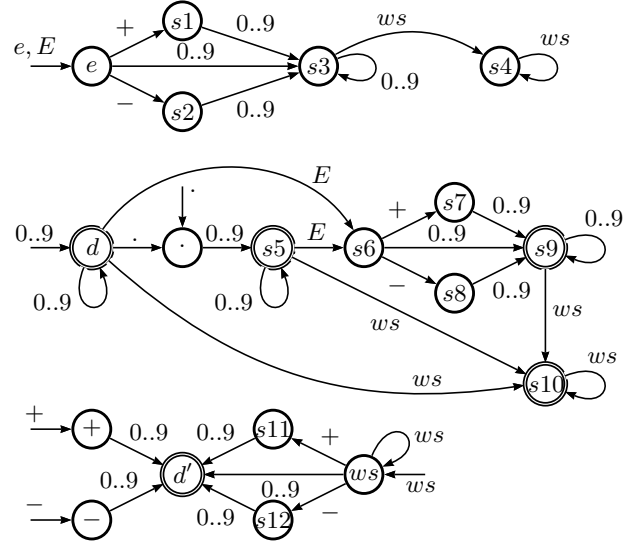 + s1 0..9 ws
e, E e 0..9 s3 s4 ws
− s2 0..9 0..9
E
. s7
0..9 d . · 0..9 s5 E s6 + 0..9 0..9 s9 0..9
0..9 0..9 − s8 0..9
ws ws
ws s10 ws
+ + 0..9 0..9 s11 + ws
d′ ws ws
− − 0..9 0..9 0..9 s12 −